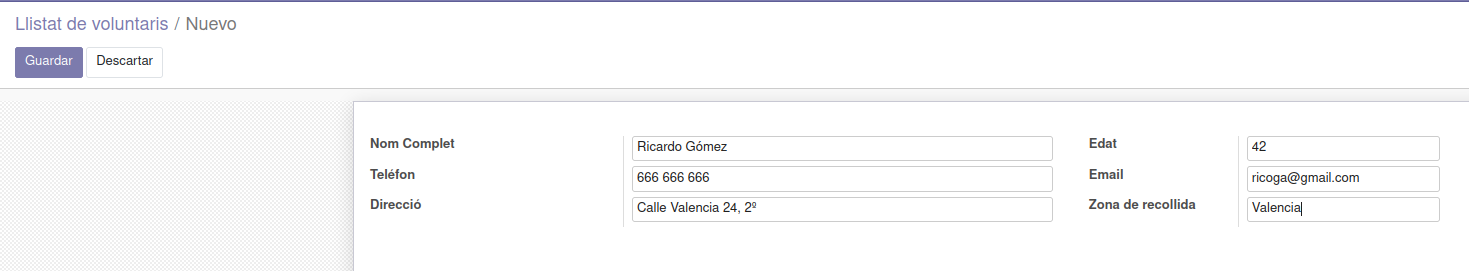 Llistat de voluntaris / Nuevo
Guardar Descartar
Nom Complet Ricardo Gómez Edat 42
Teléfon 666 666 666 Email ricoga@gmail.com
Direcció Calle Valencia 24, 2º Zona de recollida Valencia